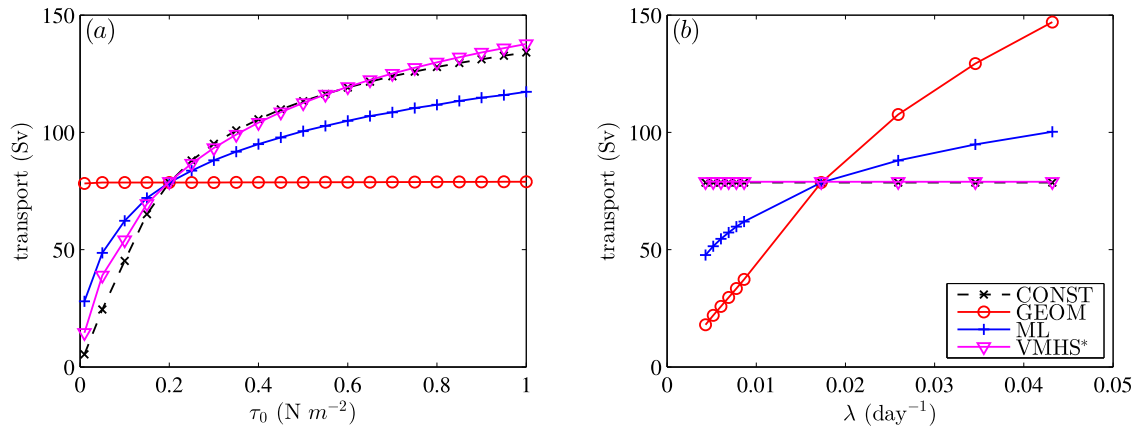 (a)
transport (Sv)
150
100
50
0
0 0.2 0.4 0.6 0.8 1
τ₀ (N m⁻²)
(b)
transport (Sv)
150
100
50
0
0 0.01 0.02 0.03 0.04 0.05
λ (day⁻¹)
CONST
GEOM
ML
VMHS*